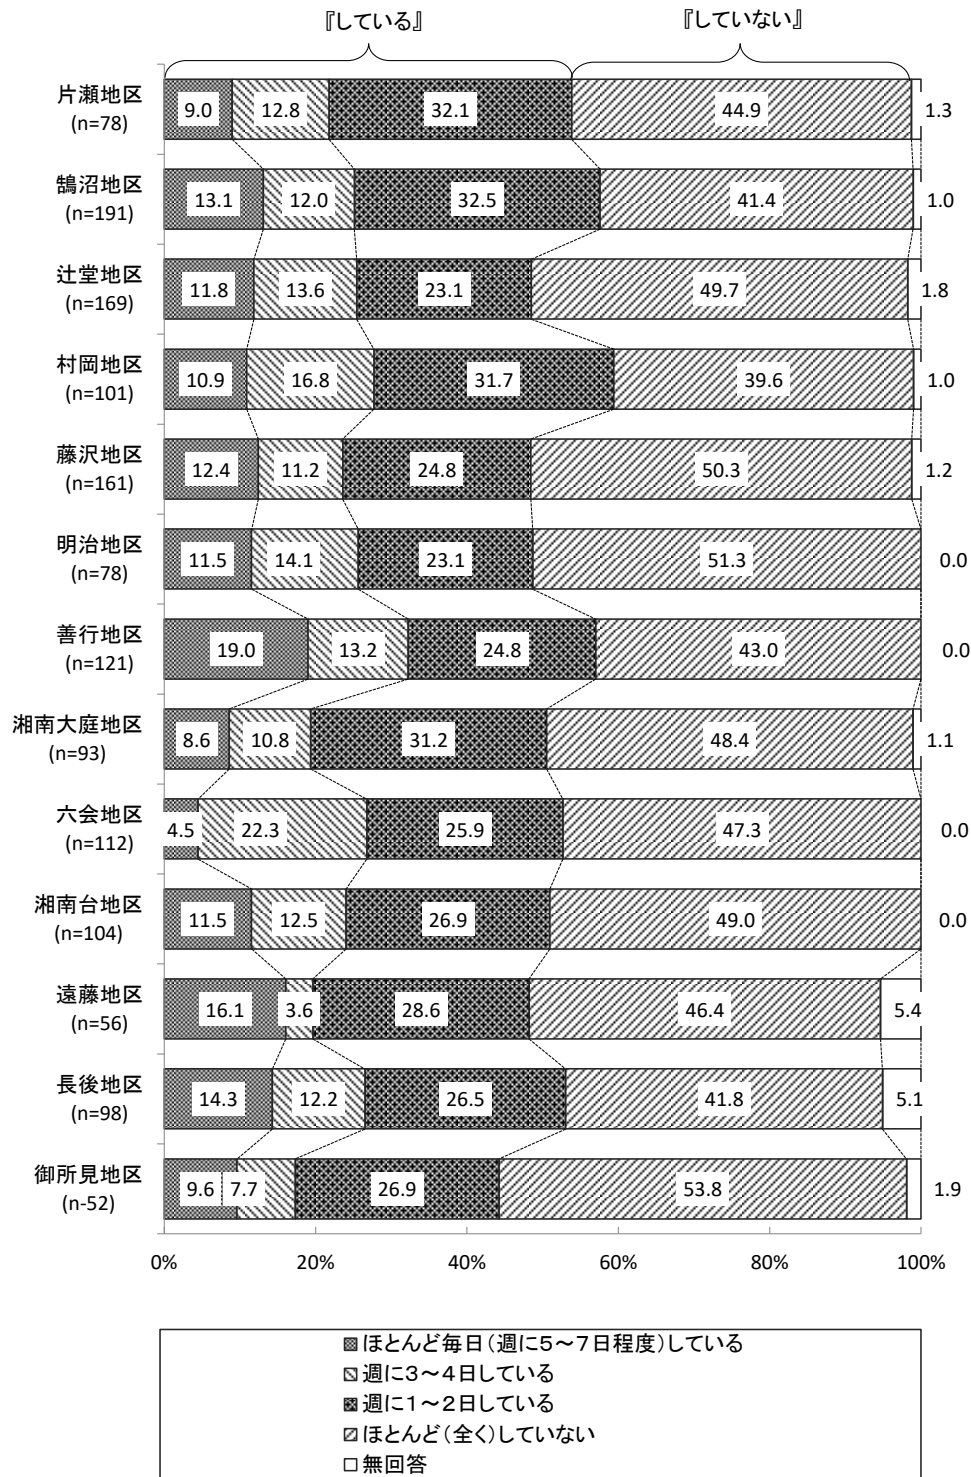 『している』 『していない』
片瀬地区
(n=78)
9.0 12.8 32.1 44.9 1.3
鵠沼地区
(n=191)
13.1 12.0 32.5 41.4 1.0
辻堂地区
(n=169)
11.8 13.6 23.1 49.7 1.8
村岡地区
(n=101)
10.9 16.8 31.7 39.6 1.0
藤沢地区
(n=161)
12.4 11.2 24.8 50.3 1.2
明治地区
(n=78)
11.5 14.1 23.1 51.3 0.0
善行地区
(n=121)
19.0 13.2 24.8 43.0 0.0
湘南大庭地区
(n=93)
8.6 10.8 31.2 48.4 1.1
六会地区
(n=112)
4.5 22.3 25.9 47.3 0.0
湘南台地区
(n=104)
11.5 12.5 26.9 49.0 0.0
遠藤地区
(n=56)
16.1 3.6 28.6 46.4 5.4
長後地区
(n=98)
14.3 12.2 26.5 41.8 5.1
御所見地区
(n-52)
9.6 7.7 26.9 53.8 1.9
0% 20% 40% 60% 80% 100%
ほとんど毎日(週に5～7日程度)している
週に3～4日している
週に1～2日している
ほとんど(全く)していない
無回答